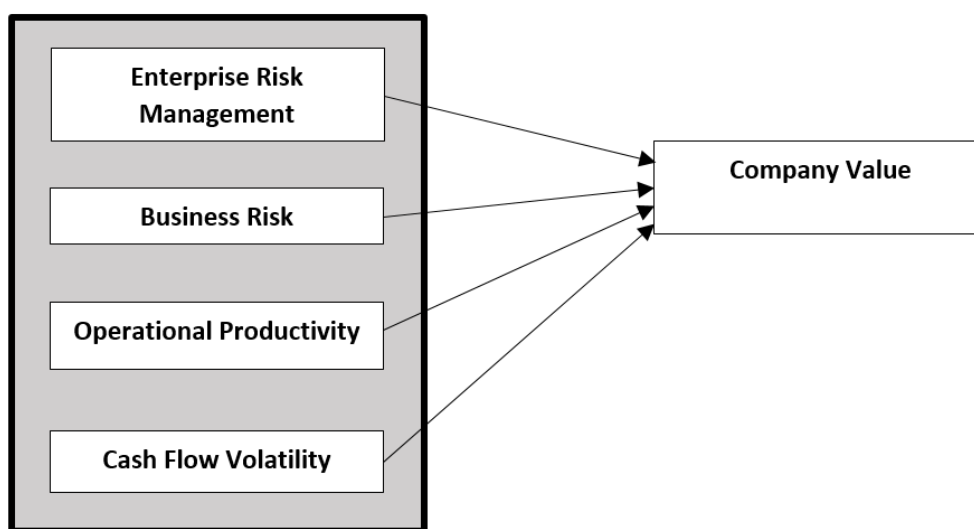 Enterprise Risk
Management
Business Risk
Operational Productivity
Cash Flow Volatility
Company Value